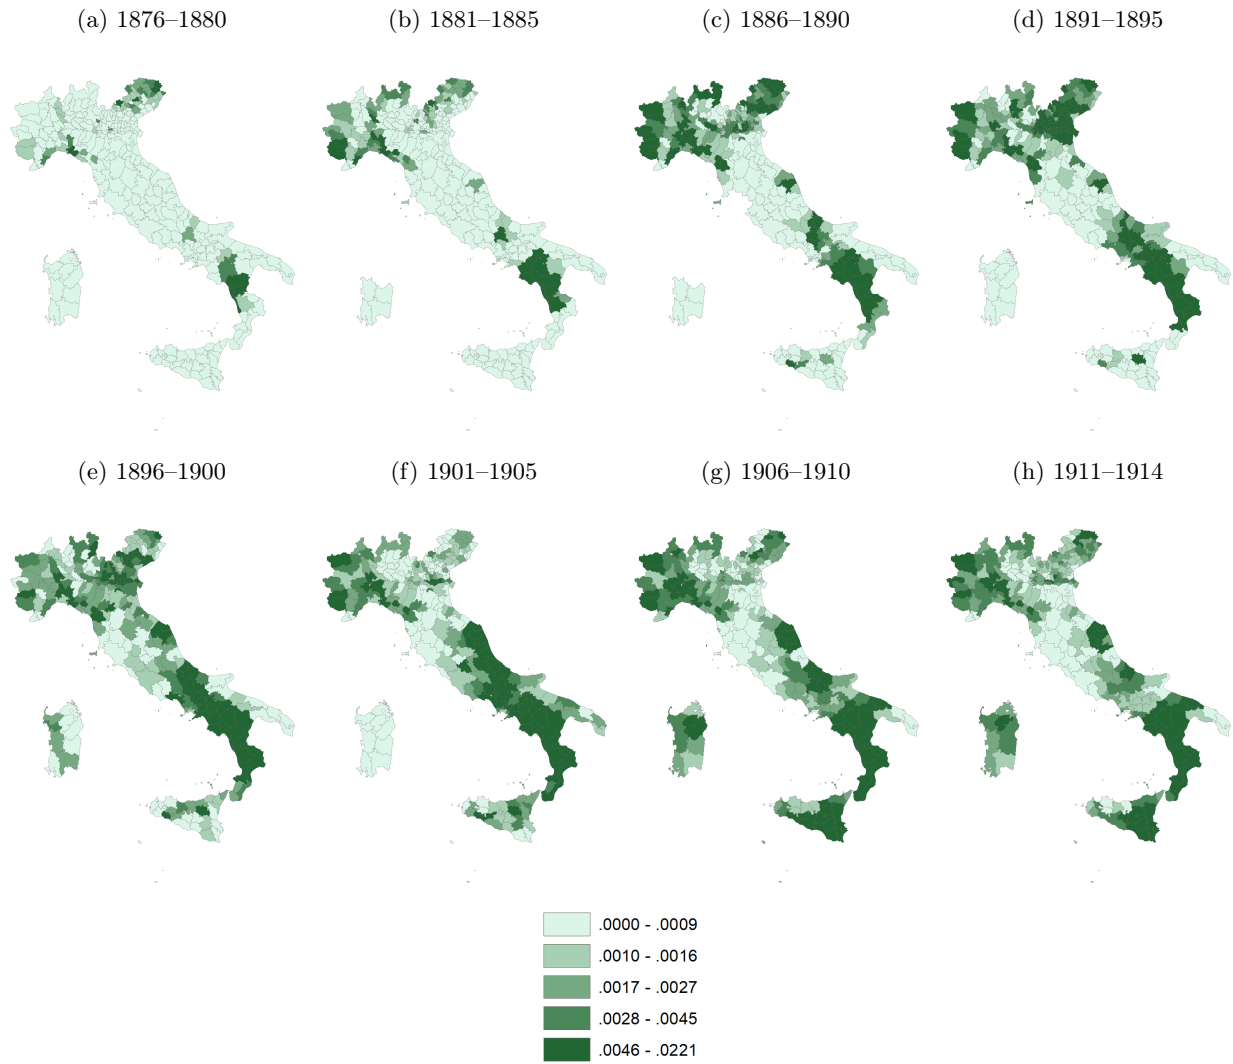 (a) 1876–1880
(b) 1881–1885
(c) 1886–1890
(d) 1891–1895
(e) 1896–1900
(f) 1901–1905
(g) 1906–1910
(h) 1911–1914
.0000 - .0009
.0010 - .0016
.0017 - .0027
.0028 - .0045
.0046 - .0221